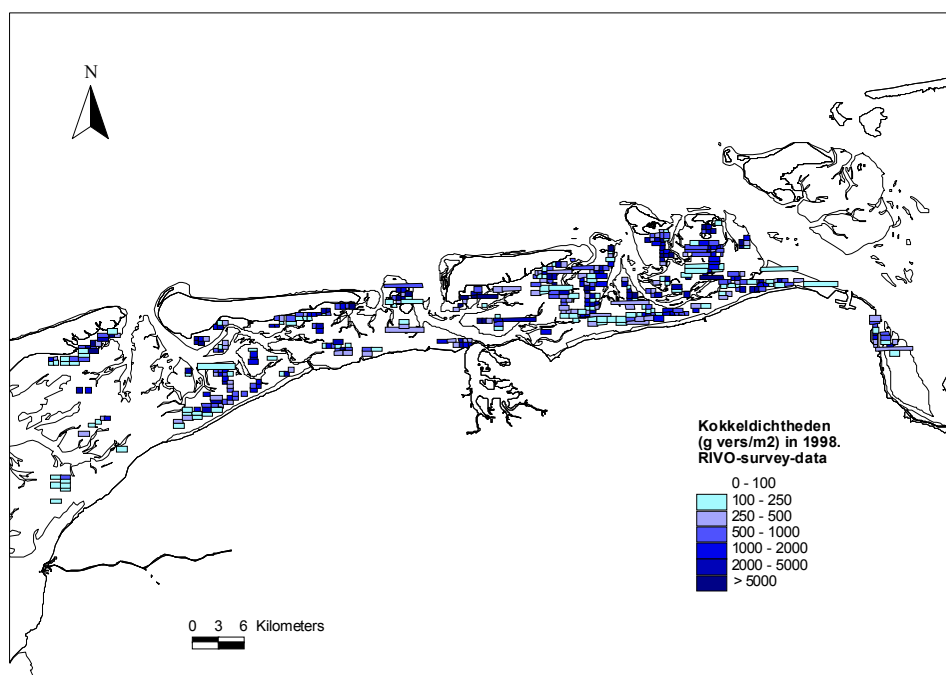 N
Kokkeldichtheden
(g vers/m2) in 1998.
RIVO-survey-data
0 - 100
100 - 250
250 - 500
500 - 1000
1000 - 2000
2000 - 5000
> 5000
0 3 6 Kilometers